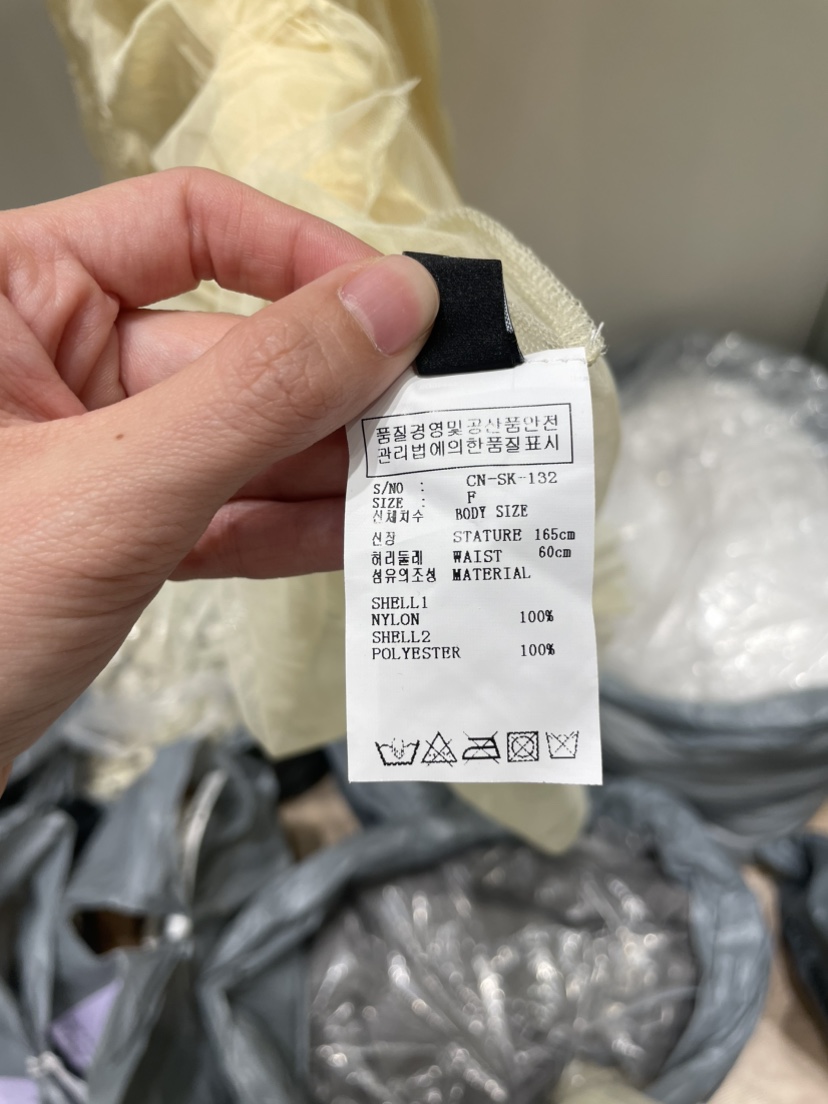 품질경영및공산품안전
관리법에의한품질표시
S/NO : CN-SK-132
SIZE : F
신체치수 BODY SIZE
신장 STATURE 165cm
허리둘레 WAIST 60cm
섬유의조성 MATERIAL
SHELL1
NYLON 100%
SHELL2
POLYESTER 100%